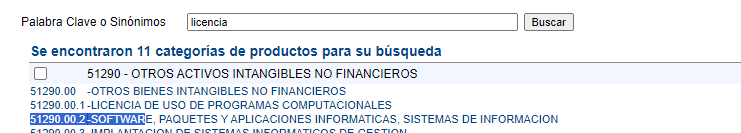 Palabra Clave o Sinónimos licencia Buscar
Se encontraron 11 categorías de productos para su búsqueda
51290 - OTROS ACTIVOS INTANGIBLES NO FINANCIEROS
51290.00 -OTROS BIENES INTANGIBLES NO FINANCIEROS
51290.00.1-LICENCIA DE USO DE PROGRAMAS COMPUTACIONALES
51290.00.2-SOFTWARE, PAQUETES Y APLICACIONES INFORMATICAS, SISTEMAS DE INFORMACION
51290.00.3-IMPLANTACION DE SISTEMAS INFORMATICOS DE GESTION